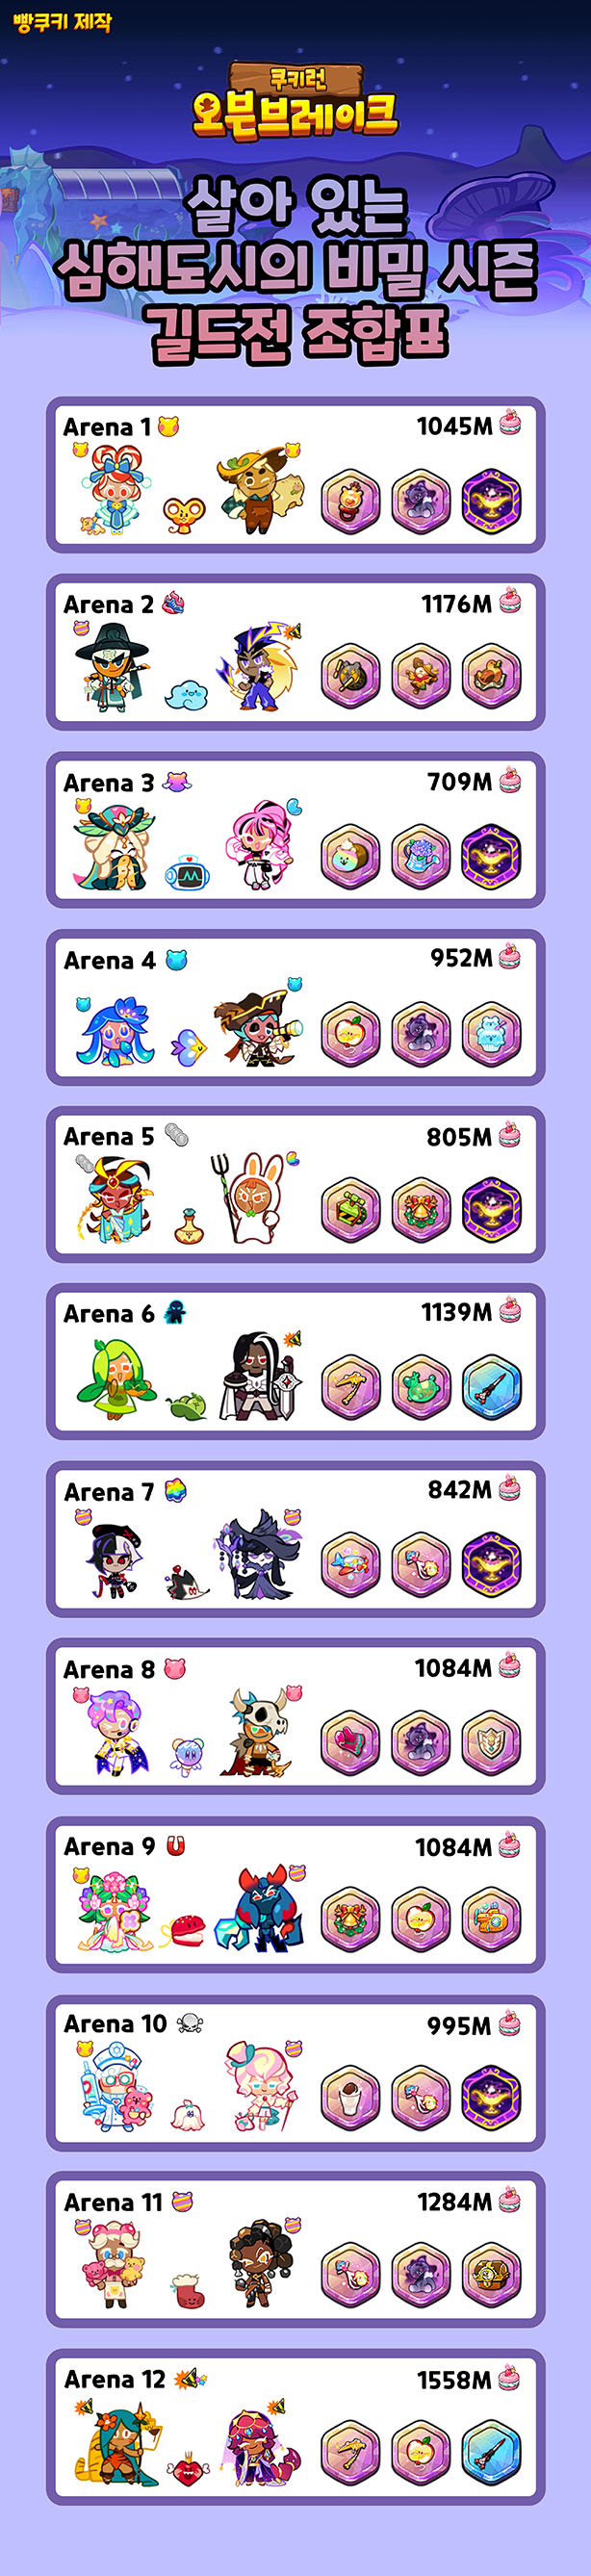 빵쿠키 제작
쿠키런
오븐브레이크
살아 있는
심해도시의 비밀 시즌
길드전 조합표
Arena 1 1045M
Arena 2 1176M
Arena 3 709M
Arena 4 952M
Arena 5 805M
Arena 6 1139M
Arena 7 842M
Arena 8 1084M
Arena 9 1084M
Arena 10 995M
Arena 11 1284M
Arena 12 1558M